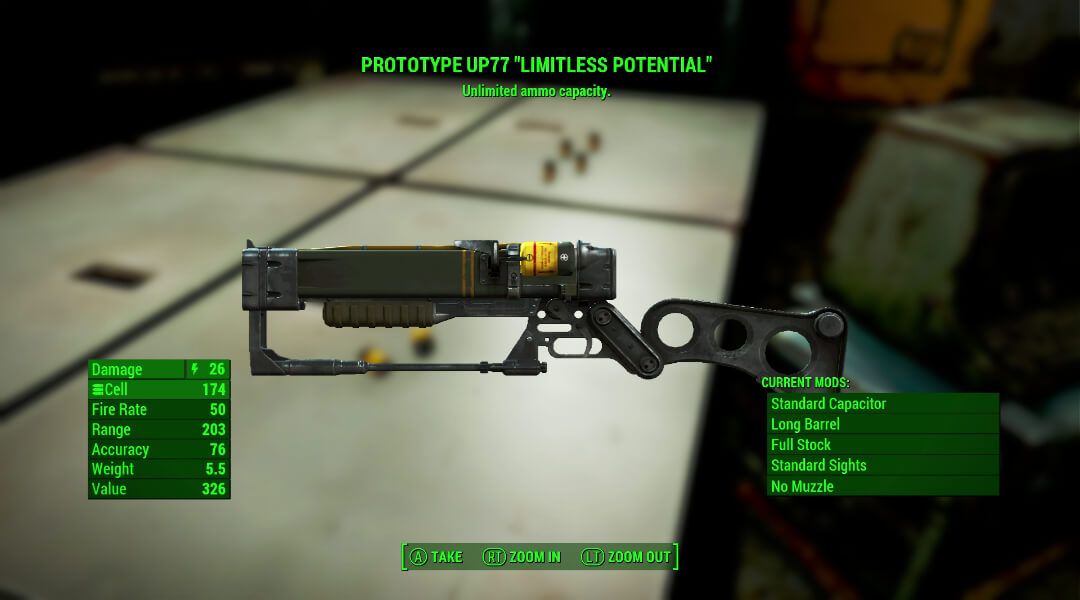 PROTOTYPE UP77 "LIMITLESS POTENTIAL"
Unlimited ammo capacity.
Damage 26
Cell 174
Fire Rate 50
Range 203
Accuracy 76
Weight 5.5
Value 326
CURRENT MODS:
Standard Capacitor
Long Barrel
Full Stock
Standard Sights
No Muzzle
A TAKE RT ZOOM IN LT ZOOM OUT